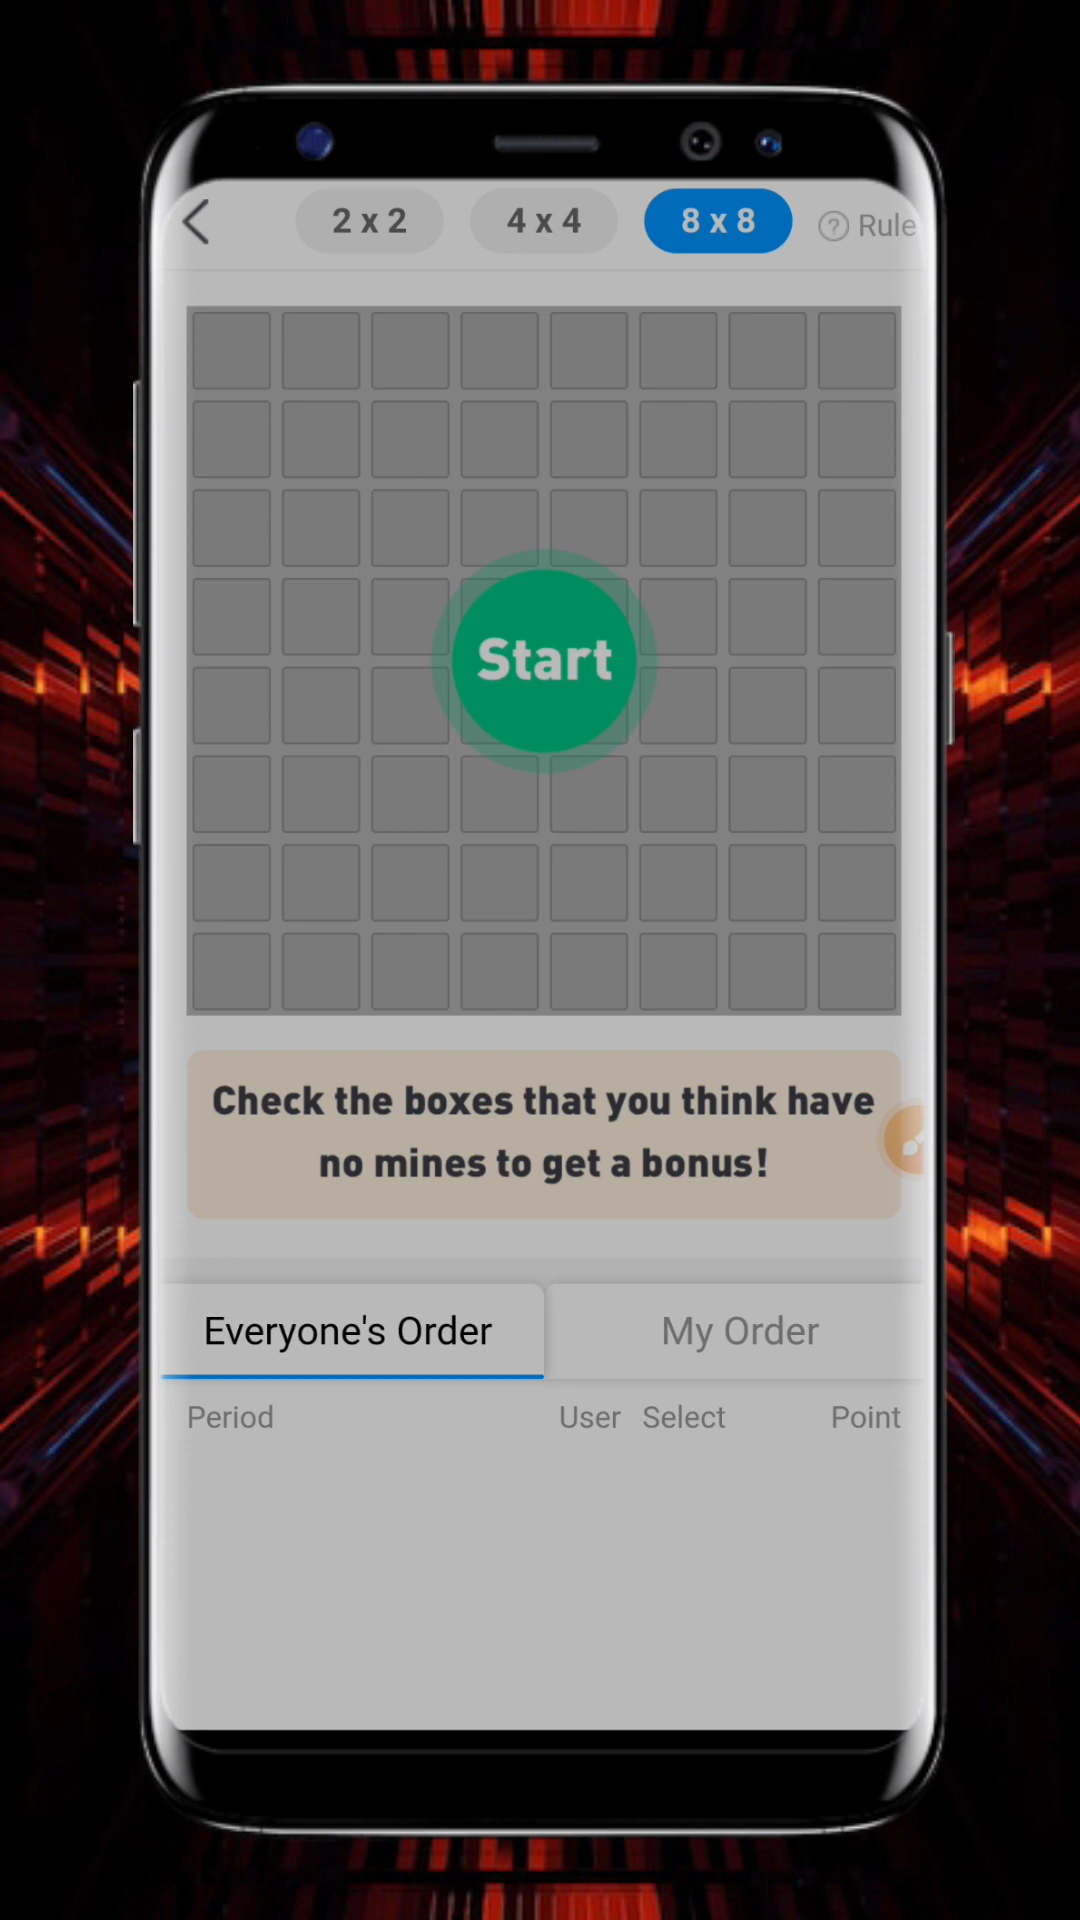 2 x 2
4 x 4
8 x 8
? Rule
Start
Check the boxes that you think have
no mines to get a bonus!
Everyone's Order
My Order
Period
User
Select
Point